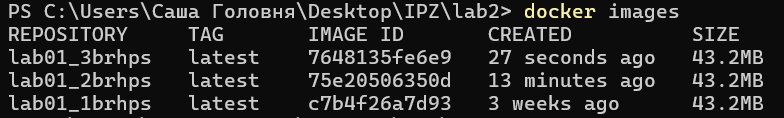 PS C:\Users\Саша Головня\Desktop\IPZ\lab2> docker images
REPOSITORY TAG IMAGE ID CREATED SIZE
lab01_3brhps latest 7648135fe6e9 27 seconds ago 43.2MB
lab01_2brhps latest 75e20506350d 13 minutes ago 43.2MB
lab01_1brhps latest c7b4f26a7d93 3 weeks ago 43.2MB